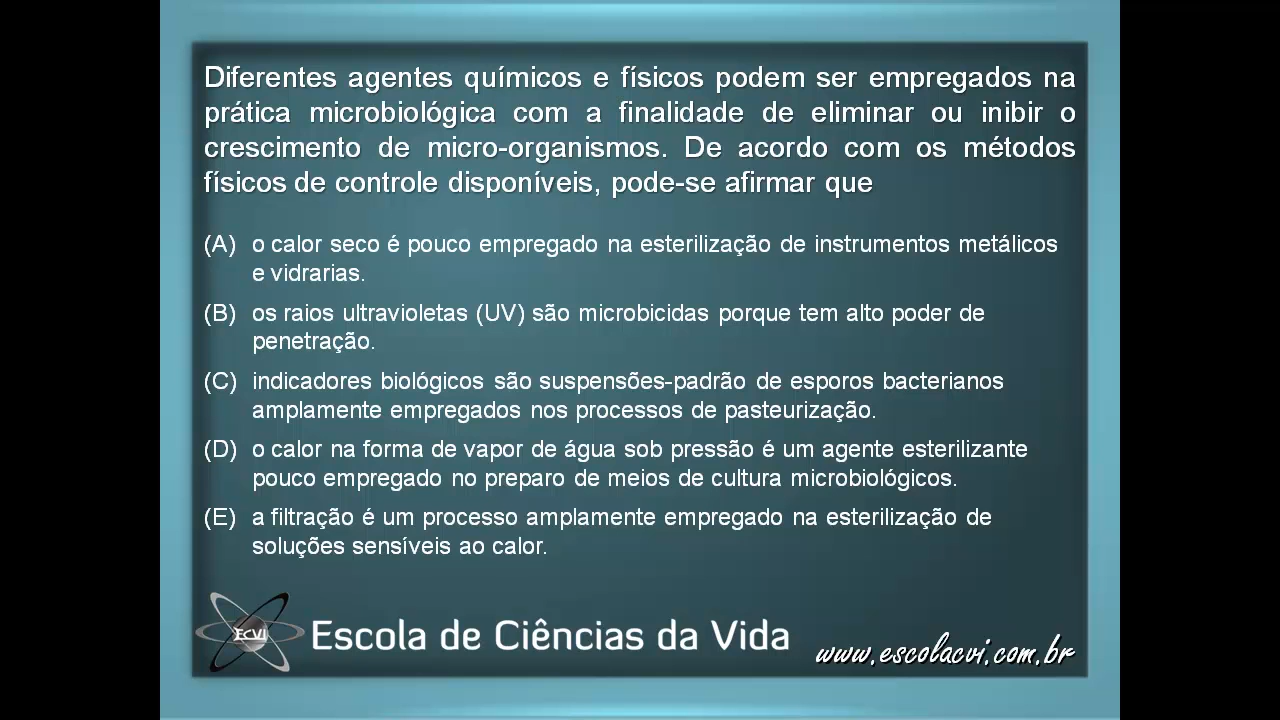 Diferentes agentes químicos e físicos podem ser empregados na
prática microbiológica com a finalidade de eliminar ou inibir o
crescimento de micro-organismos. De acordo com os métodos
físicos de controle disponíveis, pode-se afirmar que
(A) o calor seco é pouco empregado na esterilização de instrumentos metálicos
e vidrarias.
(B) os raios ultravioletas (UV) são microbicidas porque tem alto poder de
penetração.
(C) indicadores biológicos são suspensões-padrão de esporos bacterianos
amplamente empregados nos processos de pasteurização.
(D) o calor na forma de vapor de água sob pressão é um agente esterilizante
pouco empregado no preparo de meios de cultura microbiológicos.
(E) a filtração é um processo amplamente empregado na esterilização de
soluções sensíveis ao calor.
EcVi Escola de Ciências da Vida
www.escolacvi.com.br